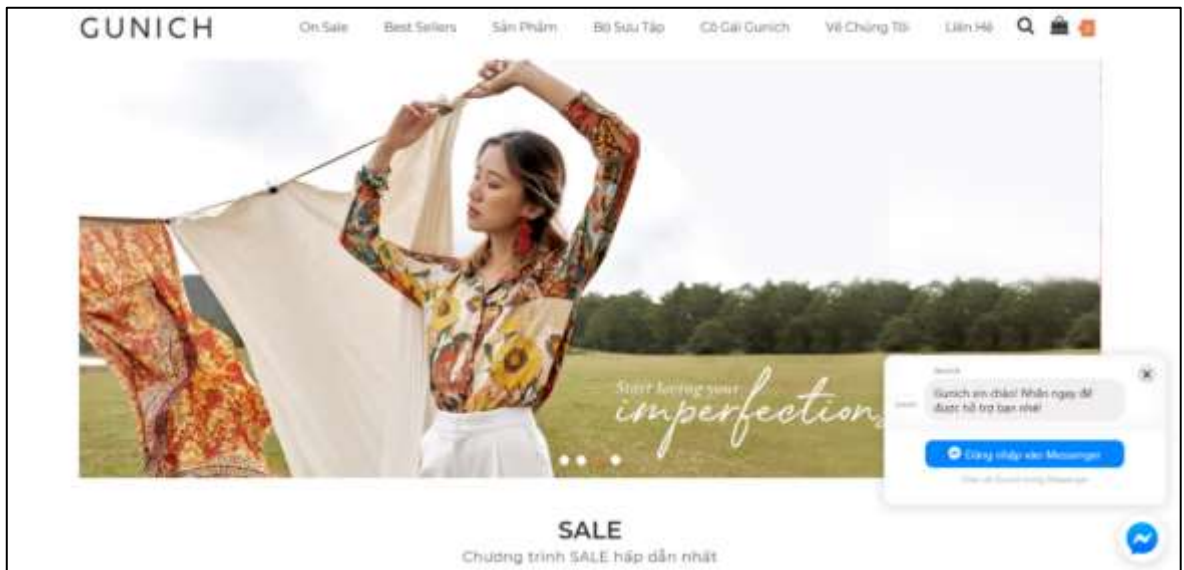 GUNICH
On Sale
Best Sellers
Sản Phẩm
Bộ Sưu Tập
Cô Gái Gunich
Về Chúng Tôi
Liên Hệ
Start loving your
imperfection
Gunich xin chào! Nhấn ngay để
được hỗ trợ bạn nhé!
Đăng nhập vào Messenger
SALE
Chương trình SALE hấp dẫn nhất